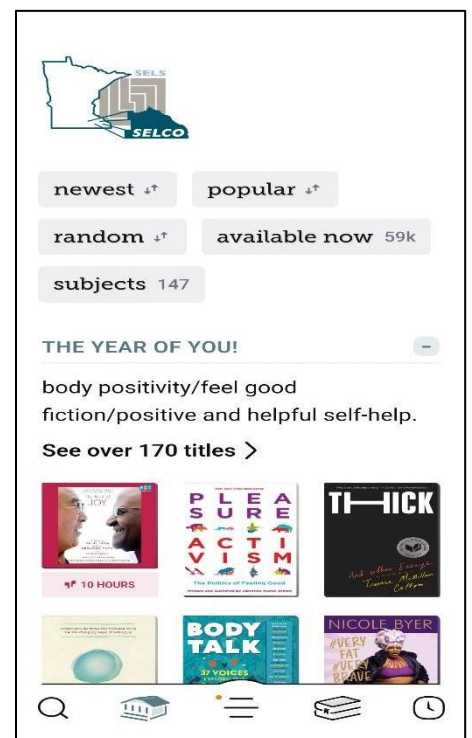 SELS
SELCO
newest
popular
random
available now 59k
subjects 147
THE YEAR OF YOU!
body positivity/feel good
fiction/positive and helpful self-help.
See over 170 titles >
JOY
10 HOURS
PLEA
SURE
ACTI
VISM
The Politics of Feeling Good
THICK
And other Essays
Tressie McMillan
Cottom
BODY
TALK
37 VOICES
NICOLE BYER
#VERY
FAT
#VERY
BRAVE